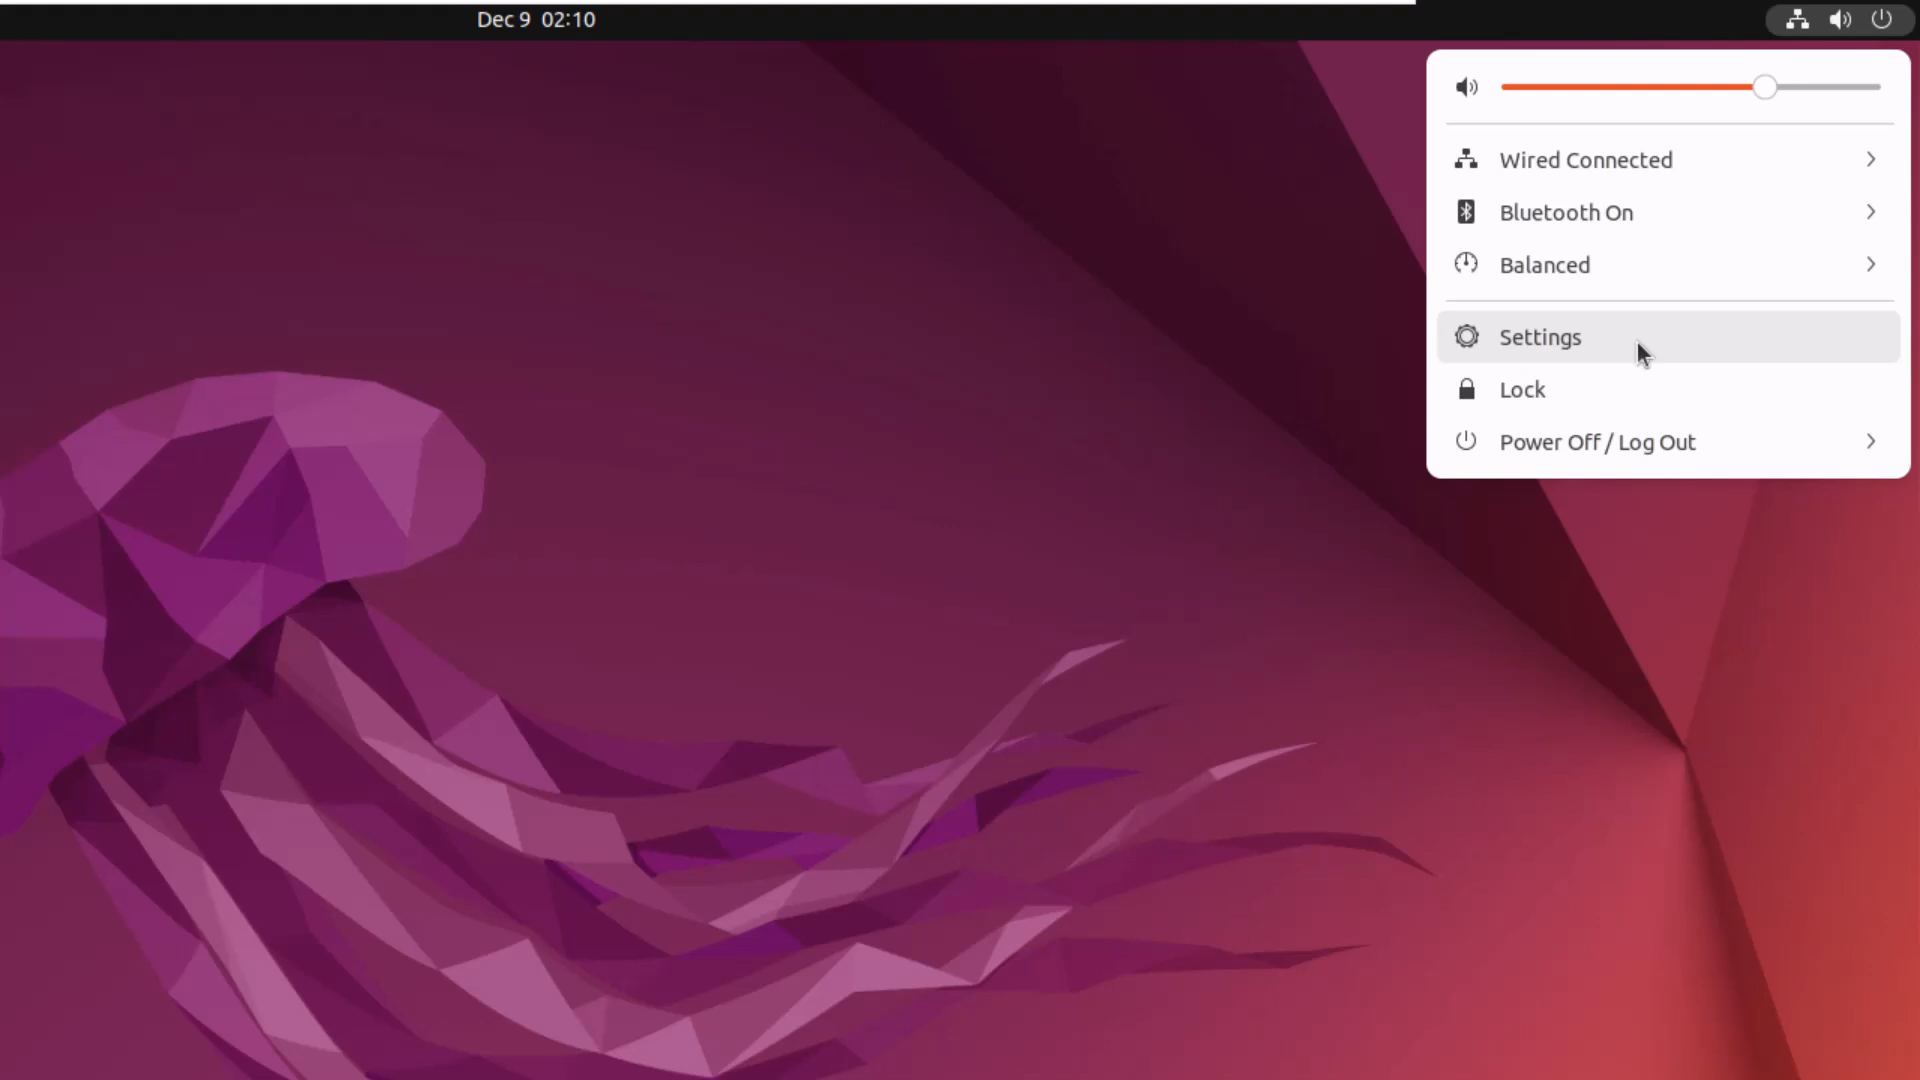 Dec 9 02:10
Wired Connected
Bluetooth On
Balanced
Settings
Lock
Power Off / Log Out